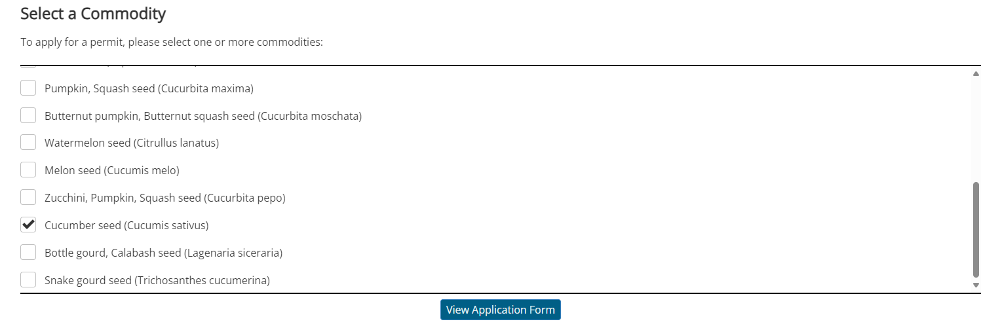 Select a Commodity
To apply for a permit, please select one or more commodities:
Pumpkin, Squash seed (Cucurbita maxima)
Butternut pumpkin, Butternut squash seed (Cucurbita moschata)
Watermelon seed (Citrullus lanatus)
Melon seed (Cucumis melo)
Zucchini, Pumpkin, Squash seed (Cucurbita pepo)
Cucumber seed (Cucumis sativus)
Bottle gourd, Calabash seed (Lagenaria siceraria)
Snake gourd seed (Trichosanthes cucumerina)
View Application Form